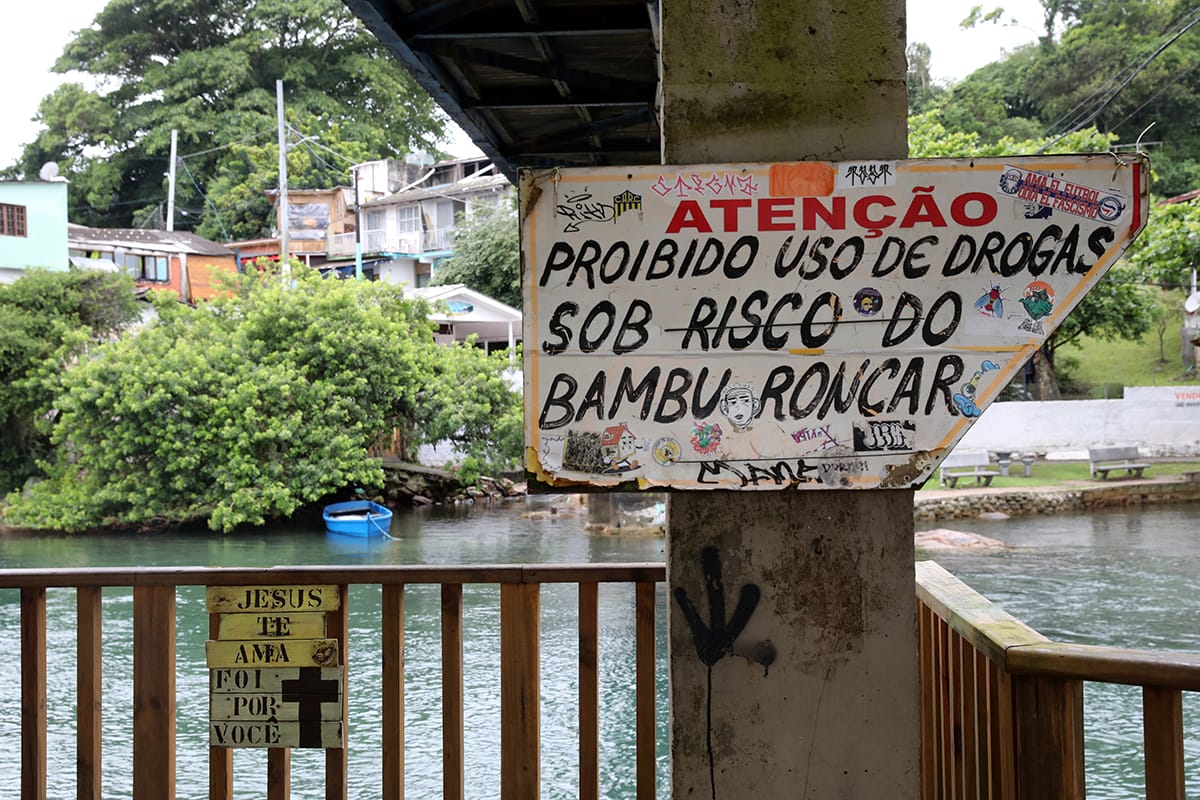 ATENÇÃO
AMA EL FUTBOL
ODIA EL FASCISMO
PROIBIDO USO DE DROGAS
SOB RISCO DO
BAMBU RONCAR
JESUS
TE
AMA
FOI
POR
VOCÊ